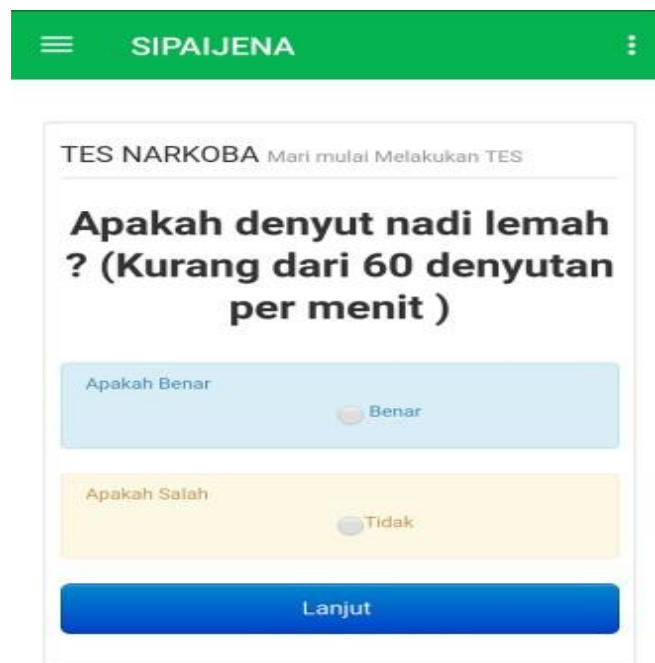 SIPAIJENA
TES NARKOBA Mari mulai Melakukan TES
Apakah denyut nadi lemah
? (Kurang dari 60 denyutan
per menit )
Apakah Benar
Benar
Apakah Salah
Tidak
Lanjut